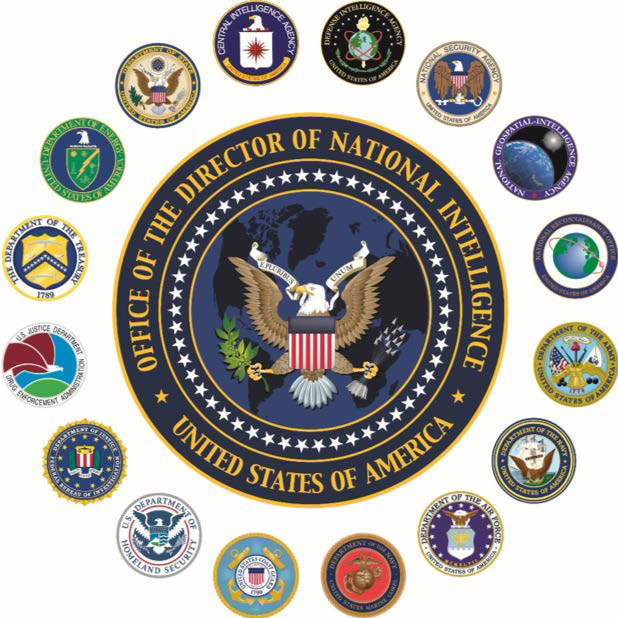 OFFICE OF THE DIRECTOR OF NATIONAL INTELLIGENCE
UNITED STATES OF AMERICA
E PLURIBUS UNUM
CENTRAL INTELLIGENCE AGENCY
UNITED STATES OF AMERICA
DEFENSE INTELLIGENCE AGENCY
UNITED STATES OF AMERICA
NATIONAL SECURITY AGENCY
UNITED STATES OF AMERICA
NATIONAL GEOSPATIAL-INTELLIGENCE AGENCY
NATIONAL RECONNAISSANCE OFFICE
UNITED STATES OF AMERICA
DEPARTMENT OF THE ARMY
UNITED STATES OF AMERICA
1775
DEPARTMENT OF THE NAVY
UNITED STATES OF AMERICA
DEPARTMENT OF THE AIR FORCE
UNITED STATES OF AMERICA
DEPARTMENT OF THE NAVY
UNITED STATES MARINE CORPS
UNITED STATES COAST GUARD
1790
U.S. DEPARTMENT OF
HOMELAND SECURITY
DEPARTMENT OF JUSTICE
FEDERAL BUREAU OF INVESTIGATION
U.S. JUSTICE DEPARTMENT
DRUG ENFORCEMENT ADMINISTRATION
THE DEPARTMENT OF THE TREASURY
1789
DEPARTMENT OF ENERGY
UNITED STATES OF AMERICA
DEPARTMENT OF STATE
UNITED STATES OF AMERICA